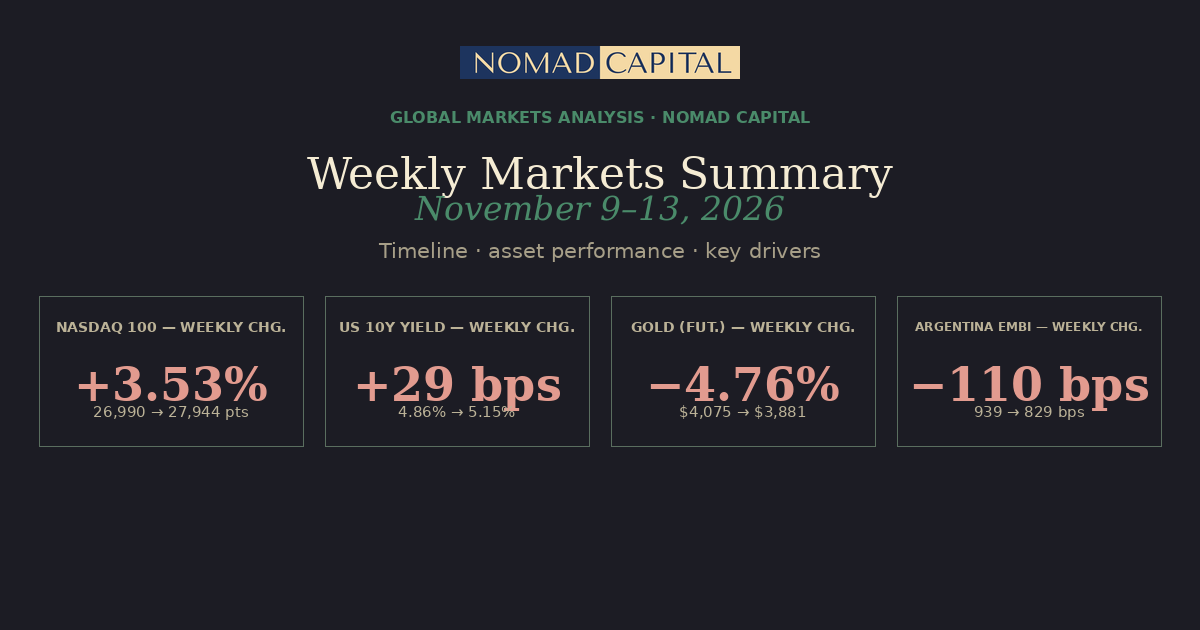 NOMAD CAPITAL
GLOBAL MARKETS ANALYSIS · NOMAD CAPITAL
Weekly Markets Summary
November 9–13, 2026
Timeline · asset performance · key drivers
NASDAQ 100 — WEEKLY CHG.
+3.53%
26,990 → 27,944 pts
US 10Y YIELD — WEEKLY CHG.
+29 bps
4.86% → 5.15%
GOLD (FUT.) — WEEKLY CHG.
−4.76%
$4,075 → $3,881
ARGENTINA EMBI — WEEKLY CHG.
−110 bps
939 → 829 bps